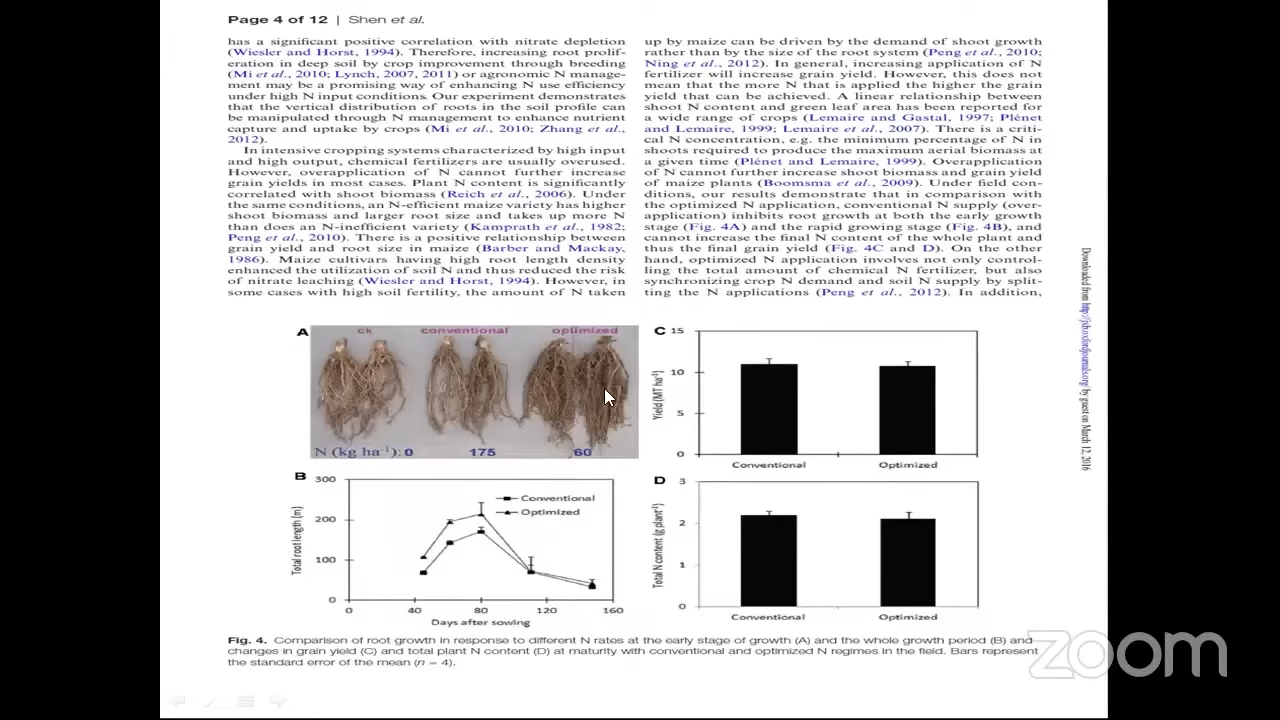 Page 4 of 12 | Shen et al.
has a significant positive correlation with nitrate depletion
(Wiesler and Horst, 1994). Therefore, increasing root prolif-
eration in deep soil by crop improvement through breeding
(Mi et al., 2010; Lynch, 2007, 2011) or agronomic N manage-
ment may be a promising way of enhancing N use efficiency
under high N input conditions. Our experiment demonstrates
that the vertical distribution of roots in the soil profile can
be manipulated through N management to enhance nutrient
capture and uptake by crops (Mi et al., 2010; Zhang et al.,
2012).
In intensive cropping systems characterized by high input
and high output, chemical fertilizers are usually overused.
However, overapplication of N cannot further increase
grain yields in most cases. Plant N content is significantly
correlated with shoot biomass (Reich et al., 2006). Under
the same conditions, an N-efficient maize variety has higher
shoot biomass and larger root size and takes up more N
than does an N-inefficient variety (Kamprath et al., 1982;
Peng et al., 2010). There is a positive relationship between
grain yield and root size in maize (Barber and Mackay,
1986). Maize cultivars having high root length density
enhanced the utilization of soil N and thus reduced the risk
of nitrate leaching (Wiesler and Horst, 1994). However, in
some cases with high soil fertility, the amount of N taken
up by maize can be driven by the demand of shoot growth
rather than by the size of the root system (Peng et al., 2010;
Ning et al., 2012). In general, increasing application of N
fertilizer will increase grain yield. However, this does not
mean that the more N that is applied the higher the grain
yield that can be achieved. A linear relationship between
shoot N content and green leaf area has been reported for
a wide range of crops (Lemaire and Gastal, 1997; Plénet
and Lemaire, 1999; Lemaire et al., 2007). There is a criti-
cal N concentration, e.g. the minimum percentage of N in
shoots required to produce the maximum aerial biomass at
a given time (Plénet and Lemaire, 1999). Overapplication
of N cannot further increase shoot biomass and grain yield
of maize plants (Boomsma et al., 2009). Under field con-
ditions, our results demonstrate that in comparison with
the optimized N application, conventional N supply (over-
application) inhibits root growth at both the early growth
stage (Fig. 4A) and the rapid growing stage (Fig. 4B), and
cannot increase the final N content of the whole plant and
thus the final grain yield (Fig. 4C and D). On the other
hand, optimized N application involves not only control-
ling the total amount of chemical N fertilizer, but also
synchronizing crop N demand and soil N supply by split-
ting the N applications (Peng et al., 2012). In addition,
Downloaded from http://jxb.oxfordjournals.org/ by guest on March 12, 2016
A
ck conventional optimized
N (kg ha⁻¹): 0 175 60
B
300
200
100
0
Total root length (m)
Conventional
Optimized
0 40 80 120 160
Days after sowing
C
15
10
5
0
Yield (MT ha⁻¹)
Conventional Optimized
D
3
2
1
0
Total N content (g plant⁻¹)
Conventional Optimized
Fig. 4. Comparison of root growth in response to different N rates at the early stage of growth (A) and the whole growth period (B) and
changes in grain yield (C) and total plant N content (D) at maturity with conventional and optimized N regimes in the field. Bars represent
the standard error of the mean (n = 4).
zoom